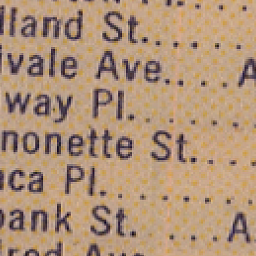 lland St......
ivale Ave.....A
way Pl.......
nonette St....
aca Pl........
bank St. ....A